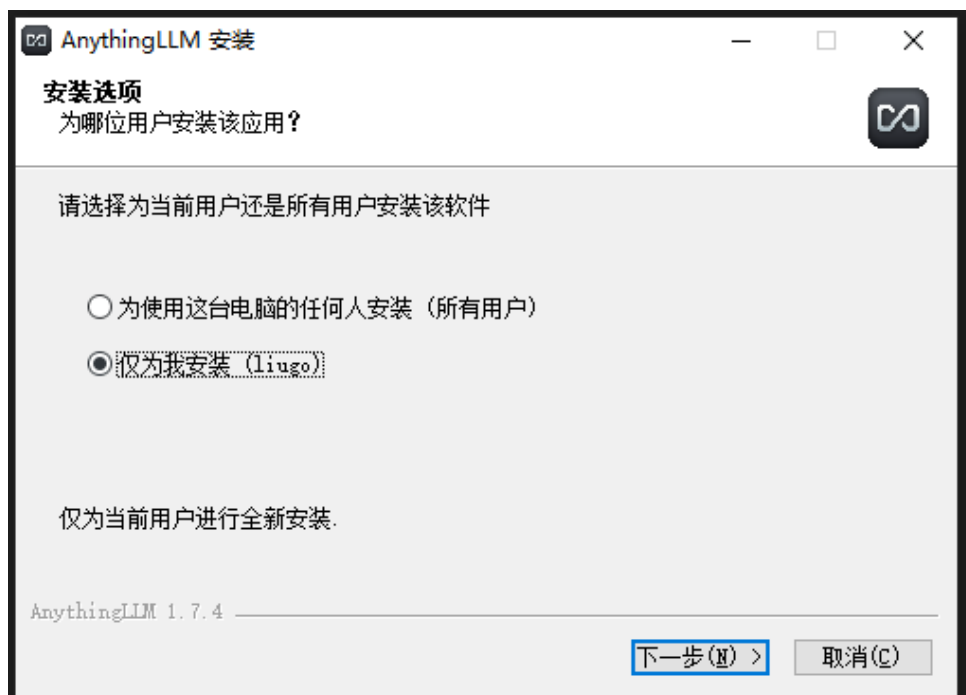 AnythingLLM 安装
安装选项
为哪位用户安装该应用？
请选择为当前用户还是所有用户安装该软件
为使用这台电脑的任何人安装（所有用户）
仅为我安装 (liugo)
仅为当前用户进行全新安装.
AnythingLLM 1.7.4
下一步(N) >
取消(C)